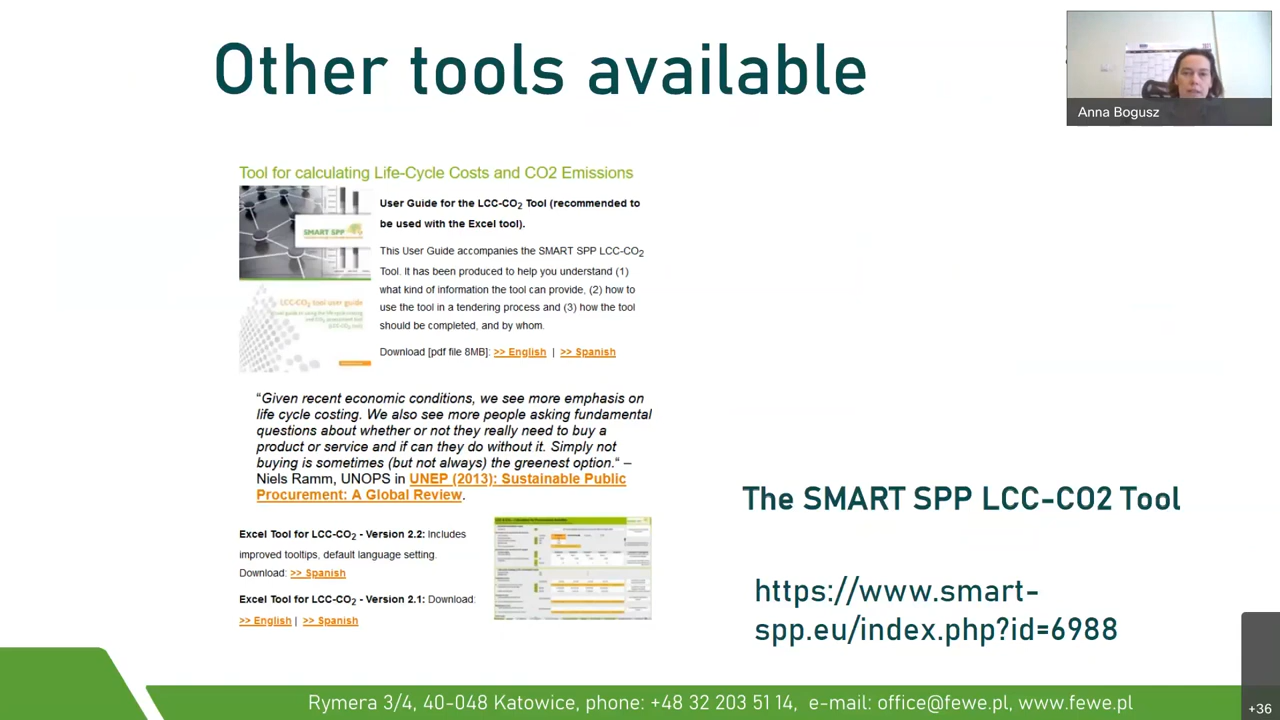 Other tools available
Anna Bogusz
Tool for calculating Life-Cycle Costs and CO2 Emissions
User Guide for the LCC-CO2 Tool (recommended to
be used with the Excel tool).
SMART SPP
This User Guide accompanies the SMART SPP LCC-CO2
Tool. It has been produced to help you understand (1)
what kind of information the tool can provide, (2) how to
use the tool in a tendering process and (3) how the tool
should be completed, and by whom.
LCC-CO2 tool user guide
Download [pdf file 8MB]: >> English | >> Spanish
“Given recent economic conditions, we see more emphasis on
life cycle costing. We also see more people asking fundamental
questions about whether or not they really need to buy a
product or service and if can they do without it. Simply not
buying is sometimes (but not always) the greenest option.“ –
Niels Ramm, UNOPS in UNEP (2013): Sustainable Public
Procurement: A Global Review.
Excel Tool for LCC-CO2 - Version 2.2: Includes
improved tooltips, default language setting.
Download: >> Spanish
Excel Tool for LCC-CO2 - Version 2.1: Download:
>> English | >> Spanish
The SMART SPP LCC-CO2 Tool
https://www.smart-
spp.eu/index.php?id=6988
Rymera 3/4, 40-048 Katowice, phone: +48 32 203 51 14, e-mail: office@fewe.pl, www.fewe.pl
+36